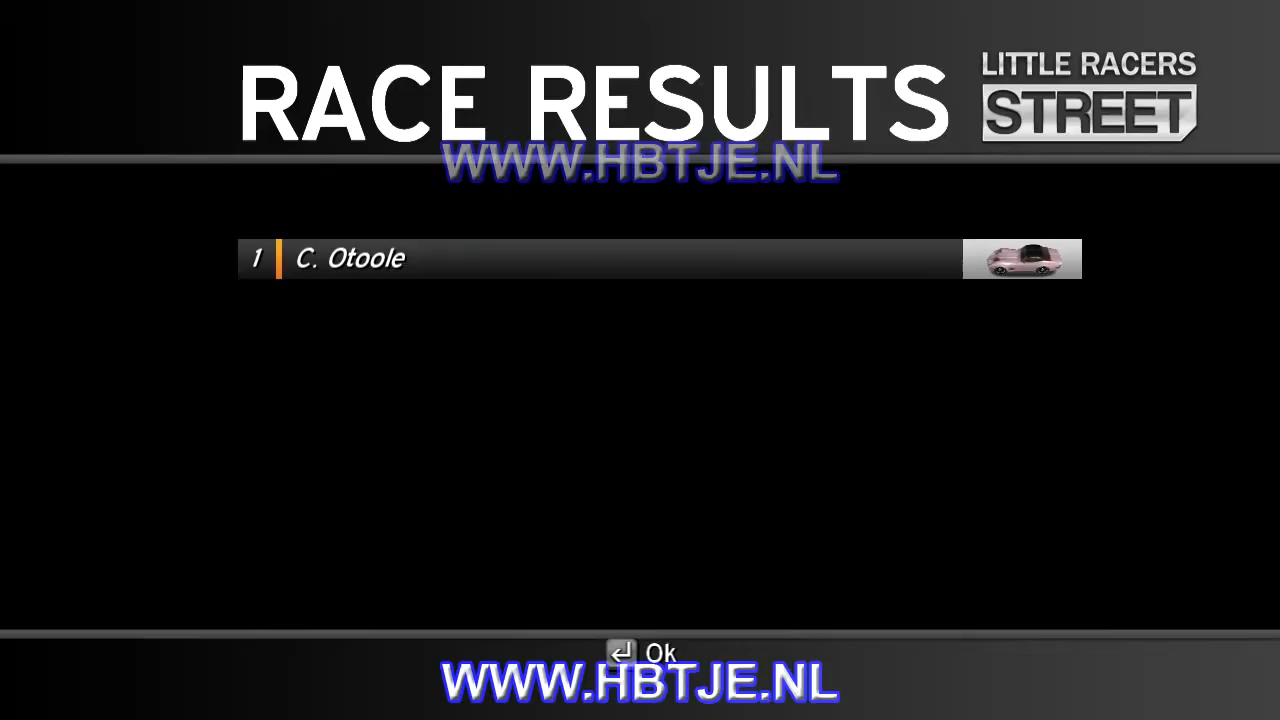 RACE RESULTS
LITTLE RACERS
STREET
WWW.HBTJE.NL
1 C. Otoole
Ok
WWW.HBTJE.NL